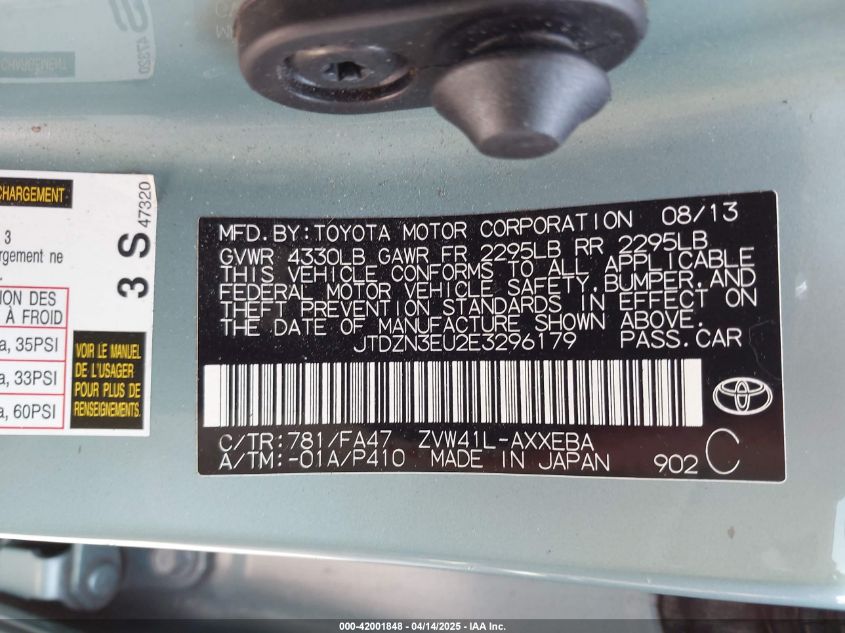 S 47320
CHARGEMENT
3
rgement ne
ION DES
À FROID
a, 35PSI
a, 33PSI
a, 60PSI
3 S 47320
VOIR LE MANUEL
DE L'USAGER
POUR PLUS DE
RENSEIGNEMENTS.
MFD.BY:TOYOTA MOTOR CORPORATION 08/13
GVWR 4330LB GAWR FR 2295LB RR 2295LB
THIS VEHICLE CONFORMS TO ALL APPLICABLE
FEDERAL MOTOR VEHICLE SAFETY,BUMPER,AND
THEFT PREVENTION STANDARDS IN EFFECT ON
THE DATE OF MANUFACTURE SHOWN ABOVE.
JTDZN3EU2E3296179 PASS.CAR
C/TR:781/FA47 ZVW41L-AXXEBA
A/TM:-01A/P410 MADE IN JAPAN 902 C
000-42001848 - 04/14/2025 - IAA Inc.